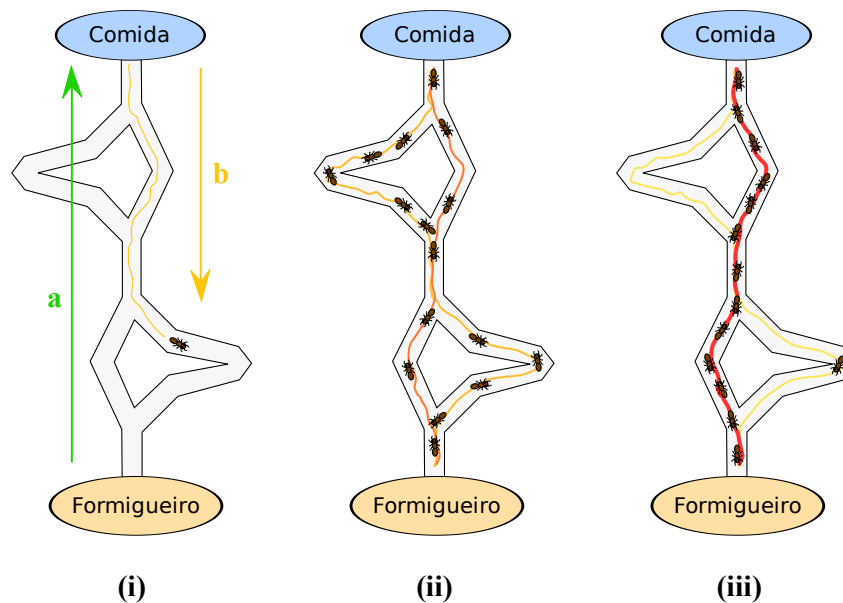 Comida
Comida
Comida
a
b
Formigueiro
Formigueiro
Formigueiro
(i)
(ii)
(iii)